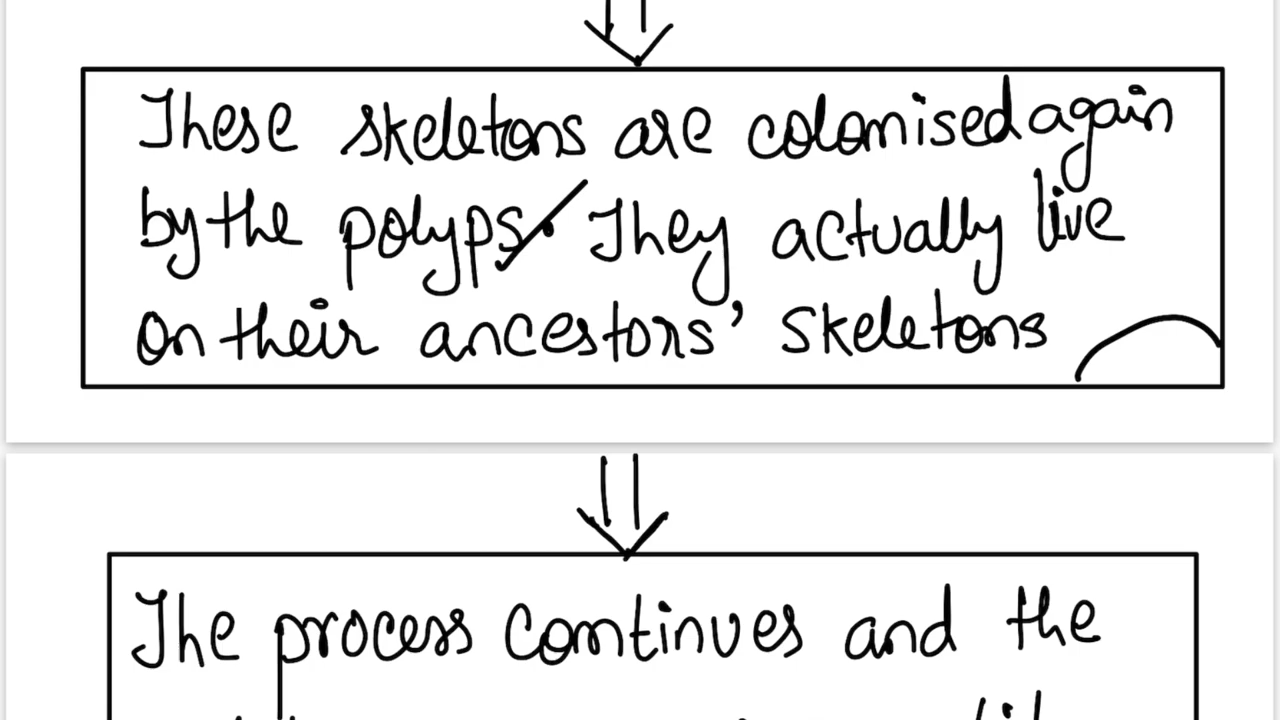 These skeletons are colonised again
by the polyps. They actually live
on their ancestors' skeletons
The process continues and the